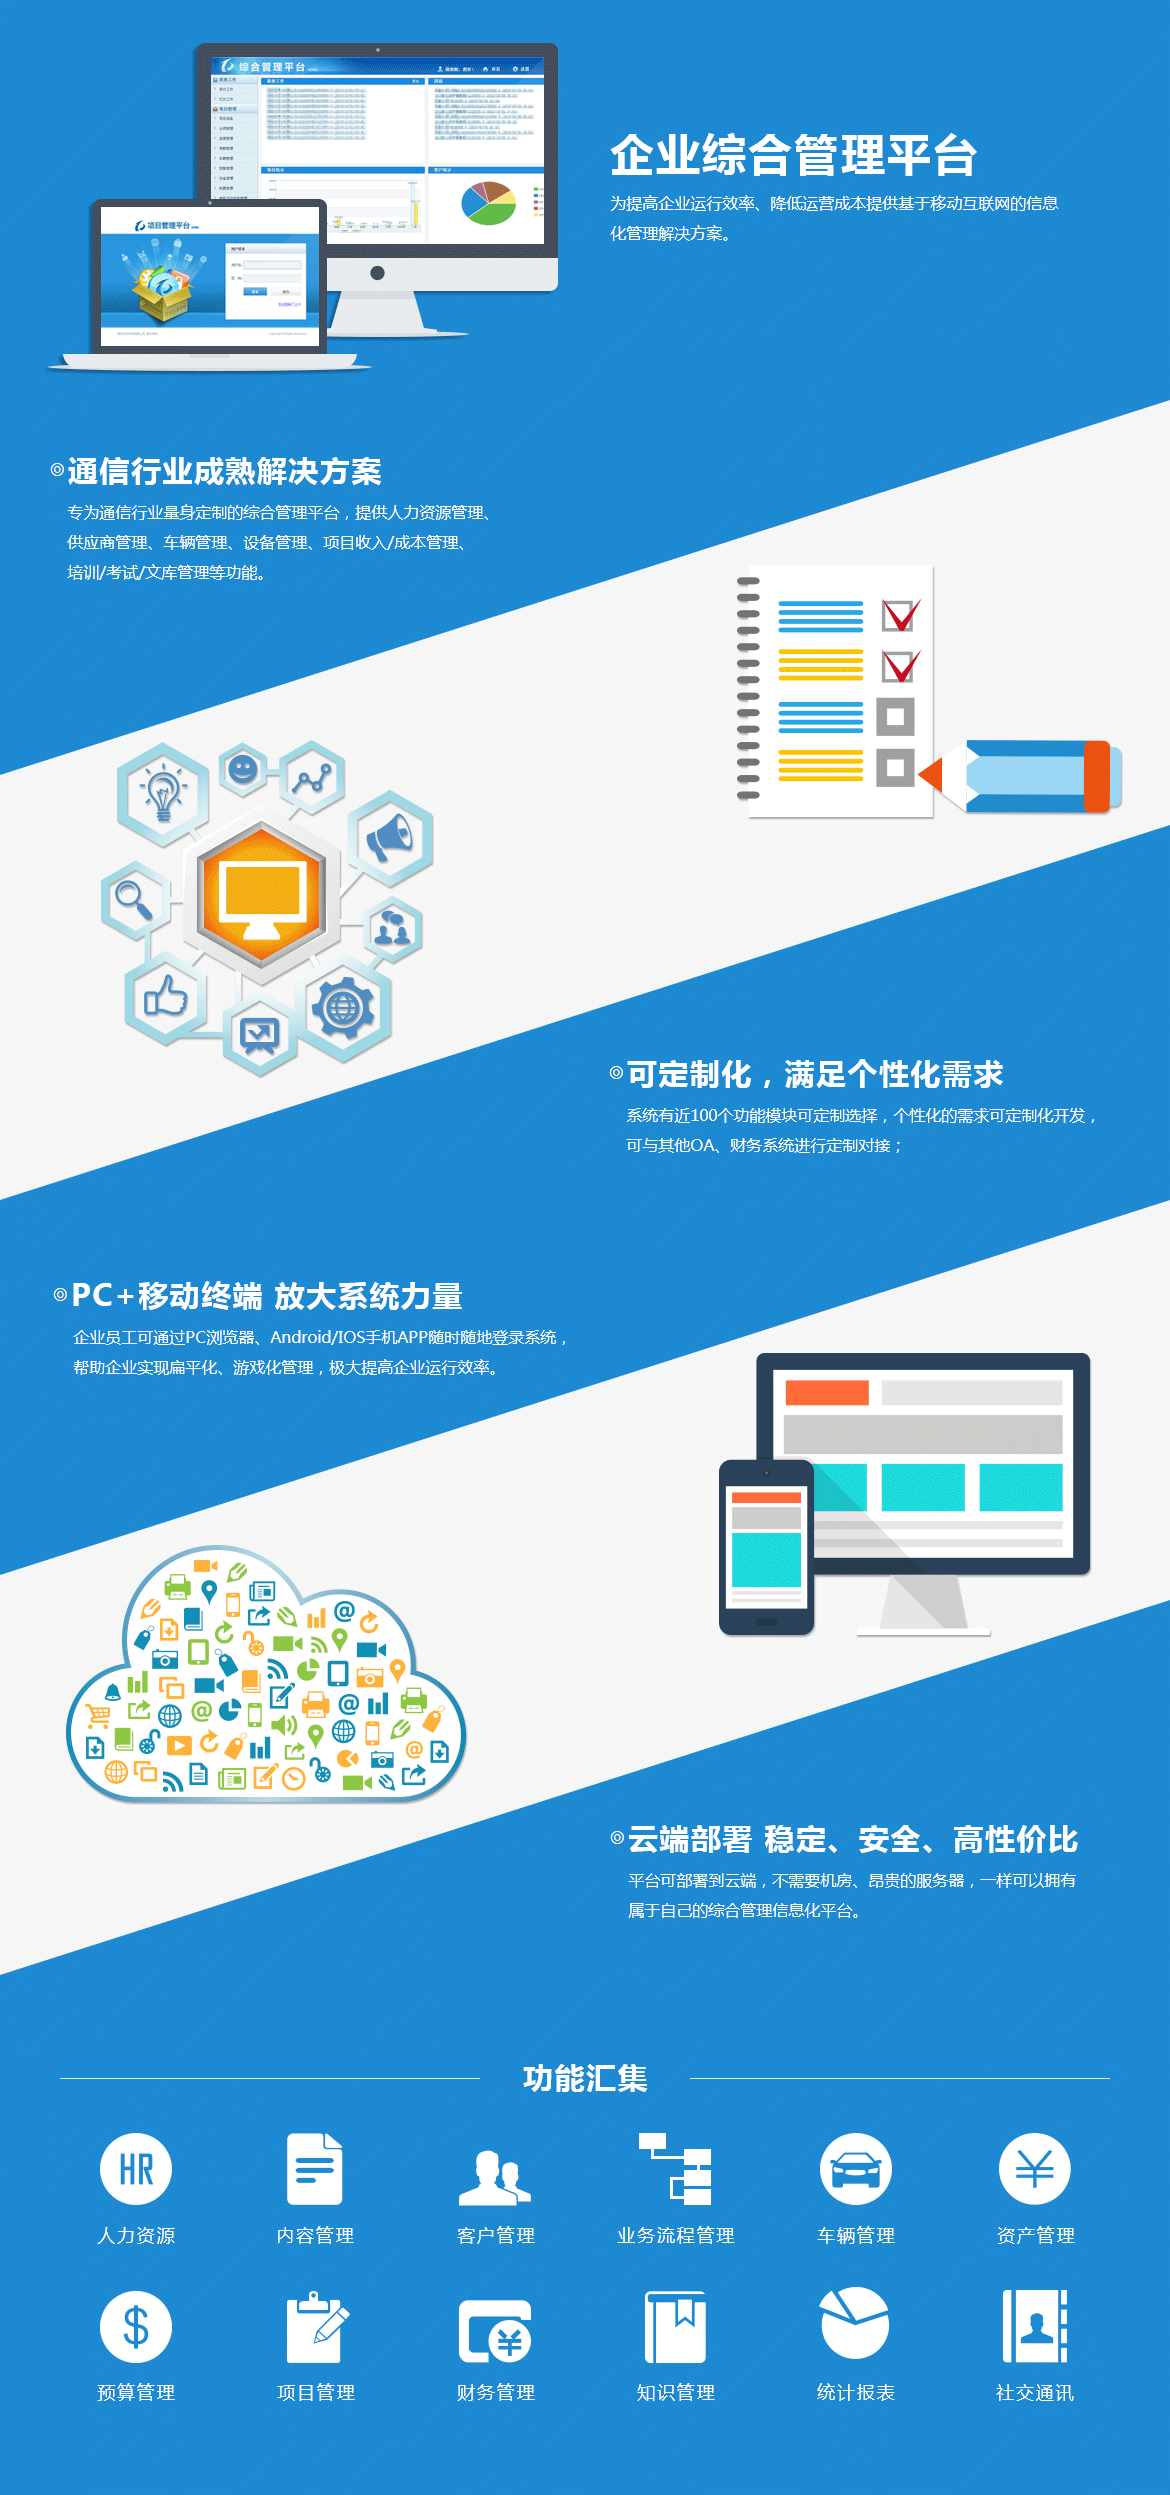 综合管理平台
项目管理平台
企业综合管理平台
为提高企业运行效率、降低运营成本提供基于移动互联网的信息
化管理解决方案。
通信行业成熟解决方案
专为通信行业量身定制的综合管理平台，提供人力资源管理、
供应商管理、车辆管理、设备管理、项目收入/成本管理、
培训/考试/文库管理等功能。
可定制化，满足个性化需求
系统有近100个功能模块可定制选择，个性化的需求可定制化开发，
可与其他OA、财务系统进行定制对接；
PC+移动终端 放大系统力量
企业员工可通过PC浏览器、Android/IOS手机APP随时随地登录系统，
帮助企业实现扁平化、游戏化管理，极大提高企业运行效率。
云端部署 稳定、安全、高性价比
平台可部署到云端，不需要机房、昂贵的服务器，一样可以拥有
属于自己的综合管理信息化平台。
功能汇集
HR
人力资源
内容管理
客户管理
业务流程管理
车辆管理
资产管理
预算管理
项目管理
财务管理
知识管理
统计报表
社交通讯